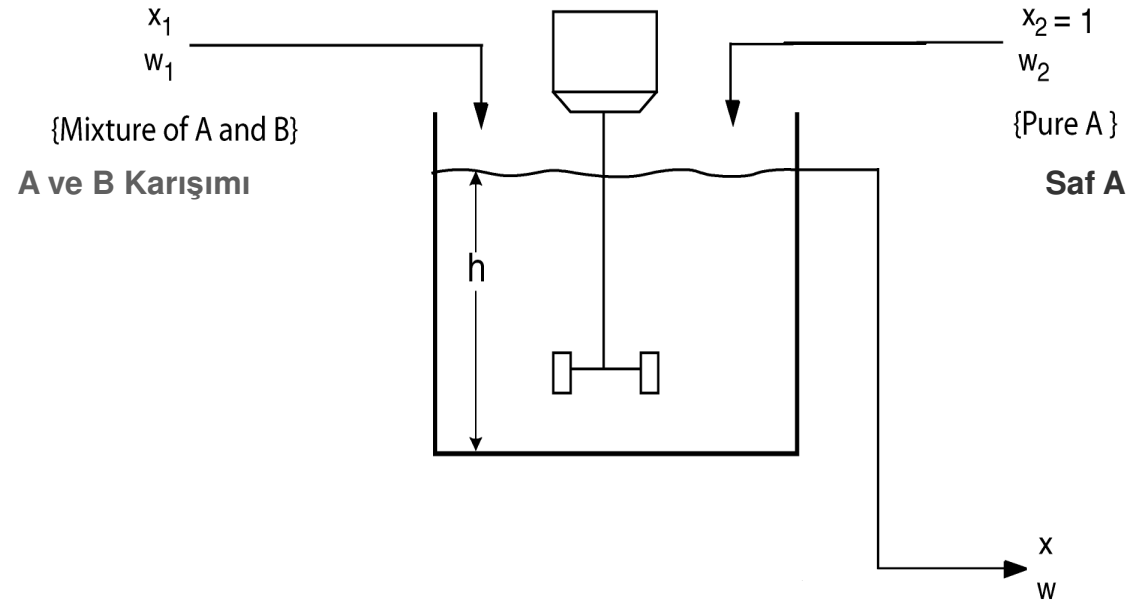 x₁
w₁
{Mixture of A and B}
A ve B Karışımı
x₂ = 1
w₂
{Pure A }
Saf A
h
x
w